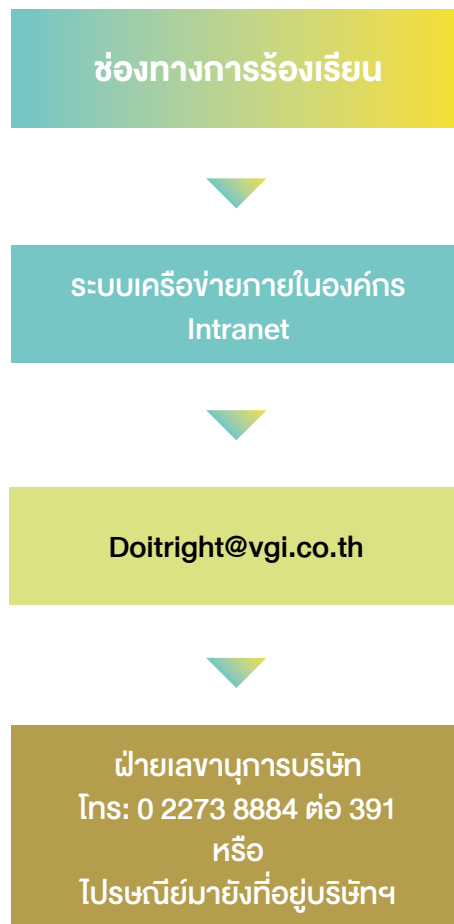 ช่องทางการร้องเรียน
ระบบเครือข่ายภายในองค์กร
Intranet
Doitright@vgi.co.th
ฝ่ายเลขานุการบริษัท
โทร: 0 2273 8884 ต่อ 391
หรือ
ไปรษณีย์มายังที่อยู่บริษัทฯ